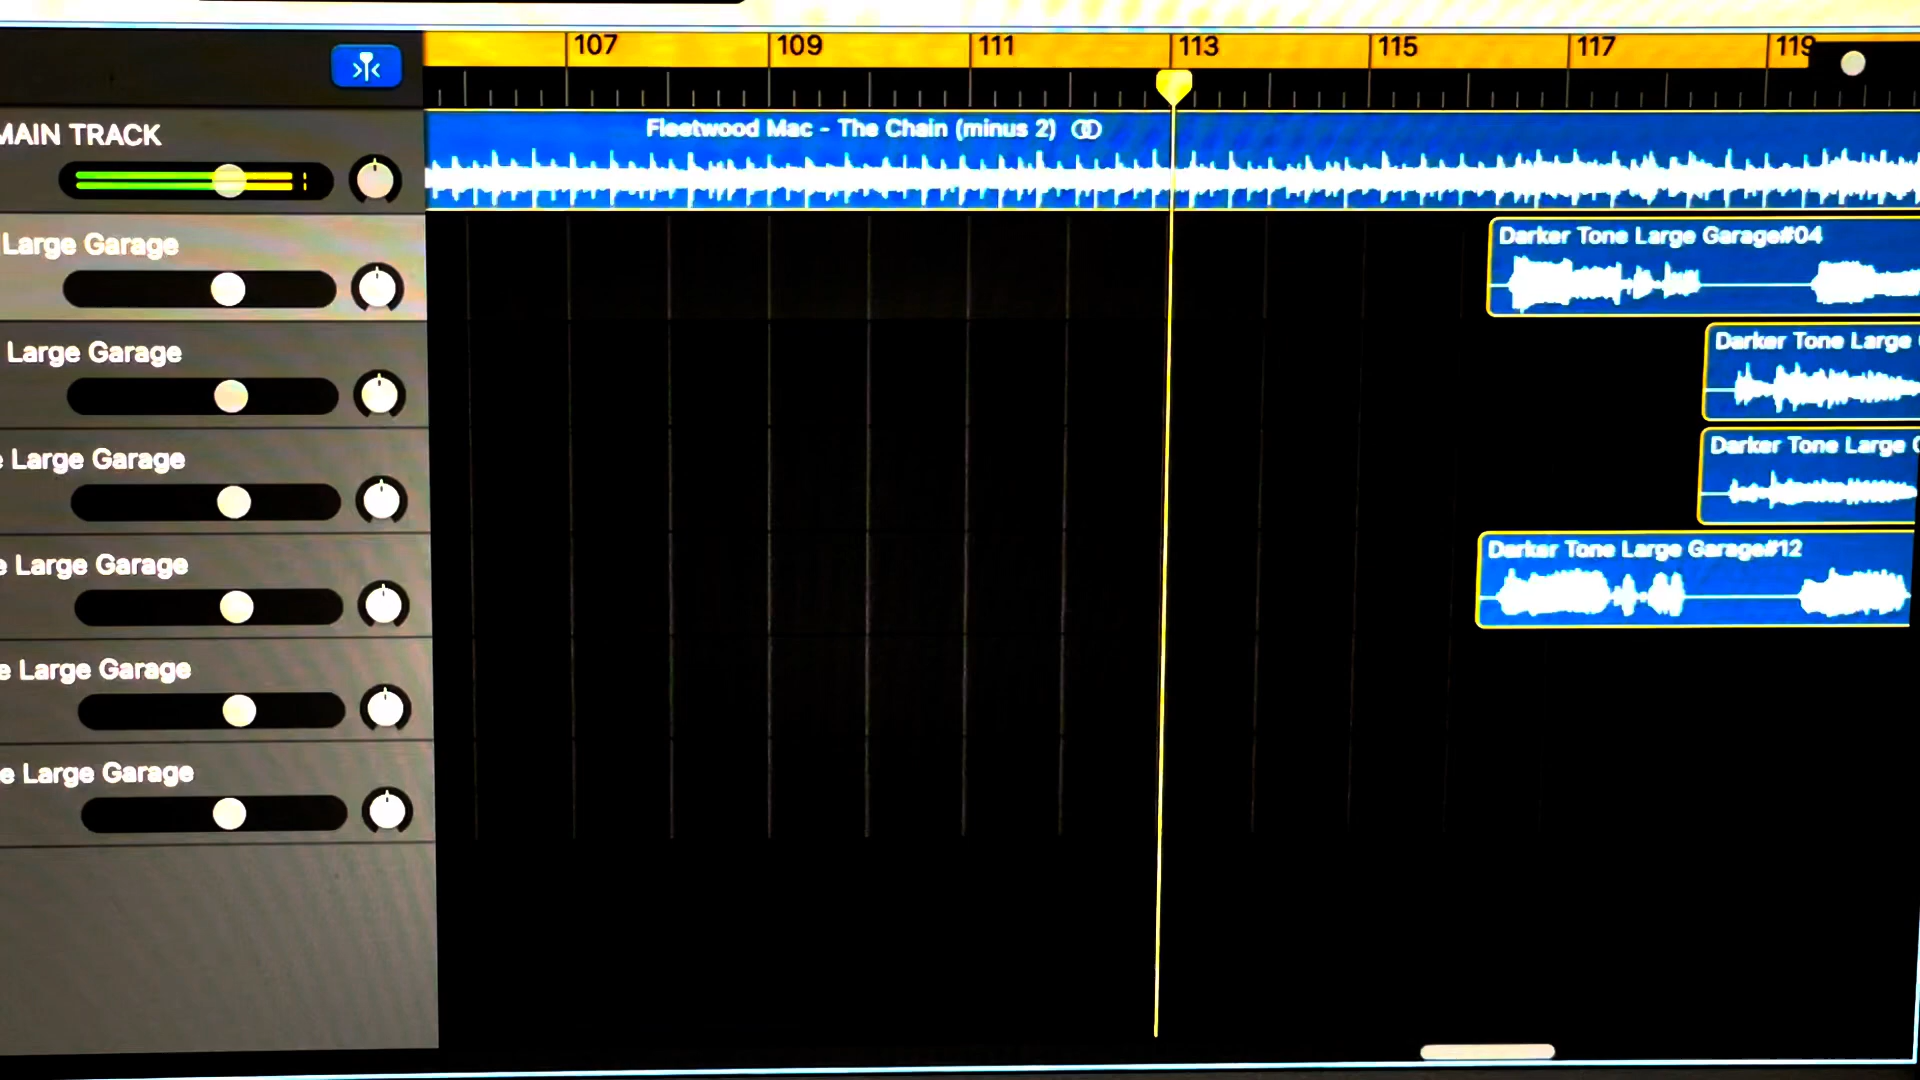 107 109 111 113 115 117 119
MAIN TRACK
Fleetwood Mac - The Chain (minus 2)
Large Garage
Darker Tone Large Garage#04
Large Garage
Darker Tone Large
Large Garage
Darker Tone Large
Large Garage
Darker Tone Large Garage#12
Large Garage
Large Garage